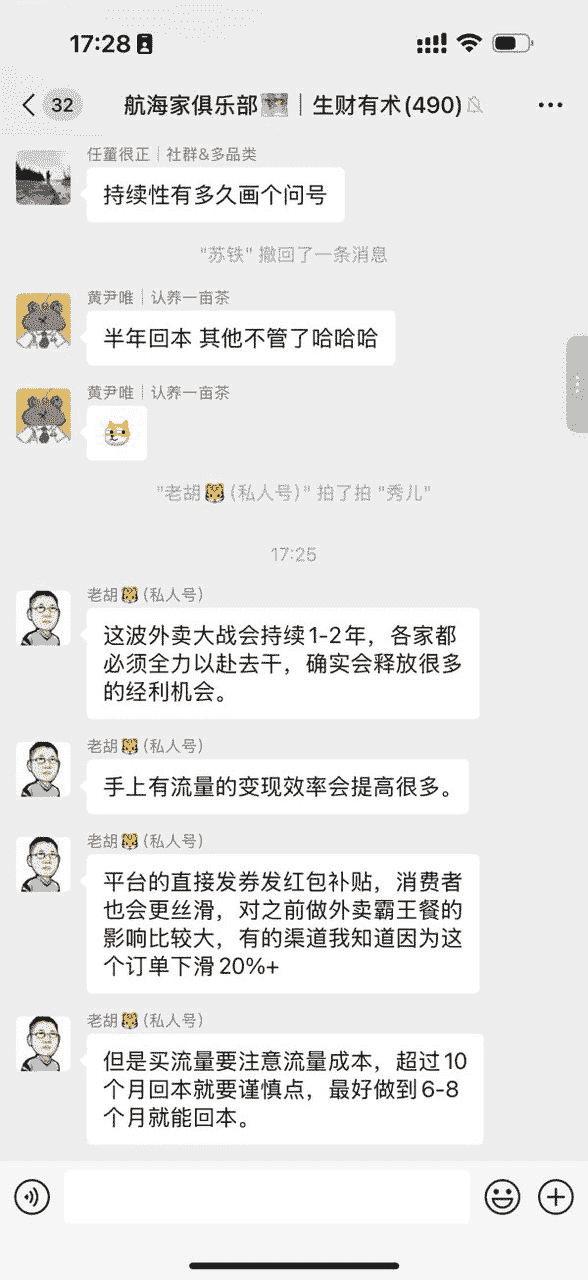 17:28
32
航海家俱乐部｜生财有术(490)
任董很正｜社群&多品类
持续性有多久画个问号
"苏铁" 撤回了一条消息
黄尹唯｜认养一亩茶
半年回本 其他不管了哈哈哈
黄尹唯｜认养一亩茶
"老胡🐯(私人号)" 拍了拍 "秀儿"
17:25
老胡🐯(私人号)
这波外卖大战会持续1-2年，各家都
必须全力以赴去干，确实会释放很多
的经利机会。
老胡🐯(私人号)
手上有流量的变现效率会提高很多。
老胡🐯(私人号)
平台的直接发券发红包补贴，消费者
也会更丝滑，对之前做外卖霸王餐的
影响比较大，有的渠道我知道因为这
个订单下滑20%+
老胡🐯(私人号)
但是买流量要注意流量成本，超过10
个月回本就要谨慎点，最好做到6-8
个月就能回本。